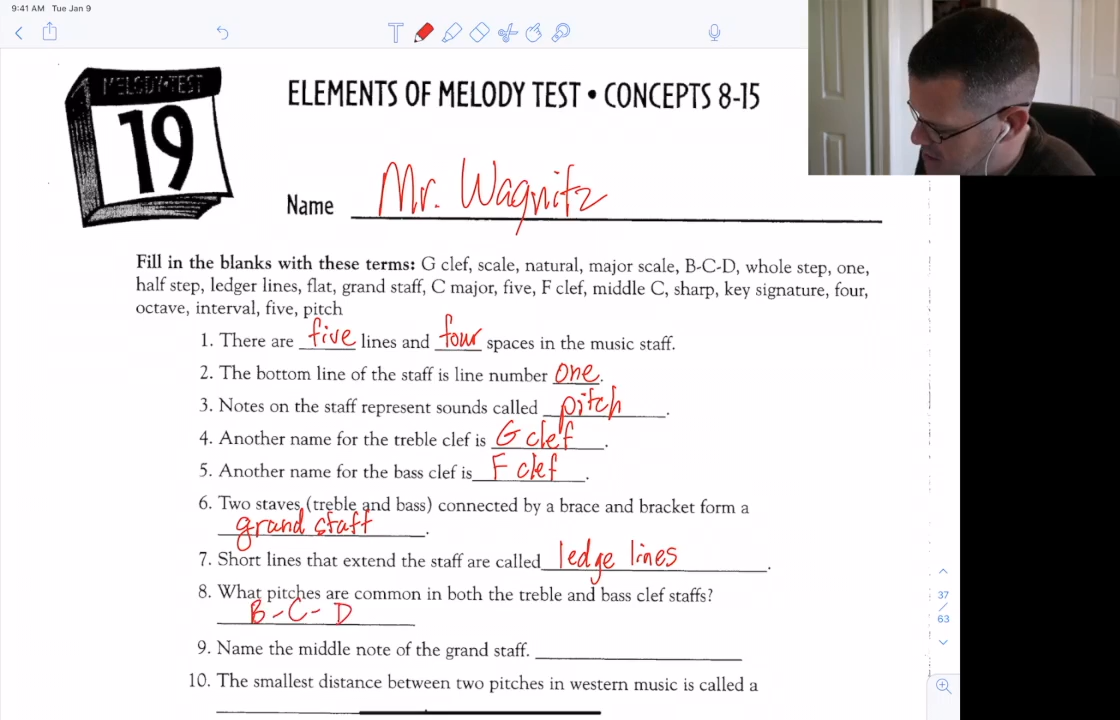 9:41 AM Tue Jan 9
MELODY•TEST
19
ELEMENTS OF MELODY TEST • CONCEPTS 8-15
Name Mr. Wagnitz
Fill in the blanks with these terms: G clef, scale, natural, major scale, B-C-D, whole step, one,
half step, ledger lines, flat, grand staff, C major, five, F clef, middle C, sharp, key signature, four,
octave, interval, five, pitch
1. There are five lines and four spaces in the music staff.
2. The bottom line of the staff is line number one.
3. Notes on the staff represent sounds called pitch.
4. Another name for the treble clef is G clef.
5. Another name for the bass clef is F clef.
6. Two staves (treble and bass) connected by a brace and bracket form a
grand staff.
7. Short lines that extend the staff are called ledge lines.
8. What pitches are common in both the treble and bass clef staffs?
B-C-D
9. Name the middle note of the grand staff.
10. The smallest distance between two pitches in western music is called a
37
/
63